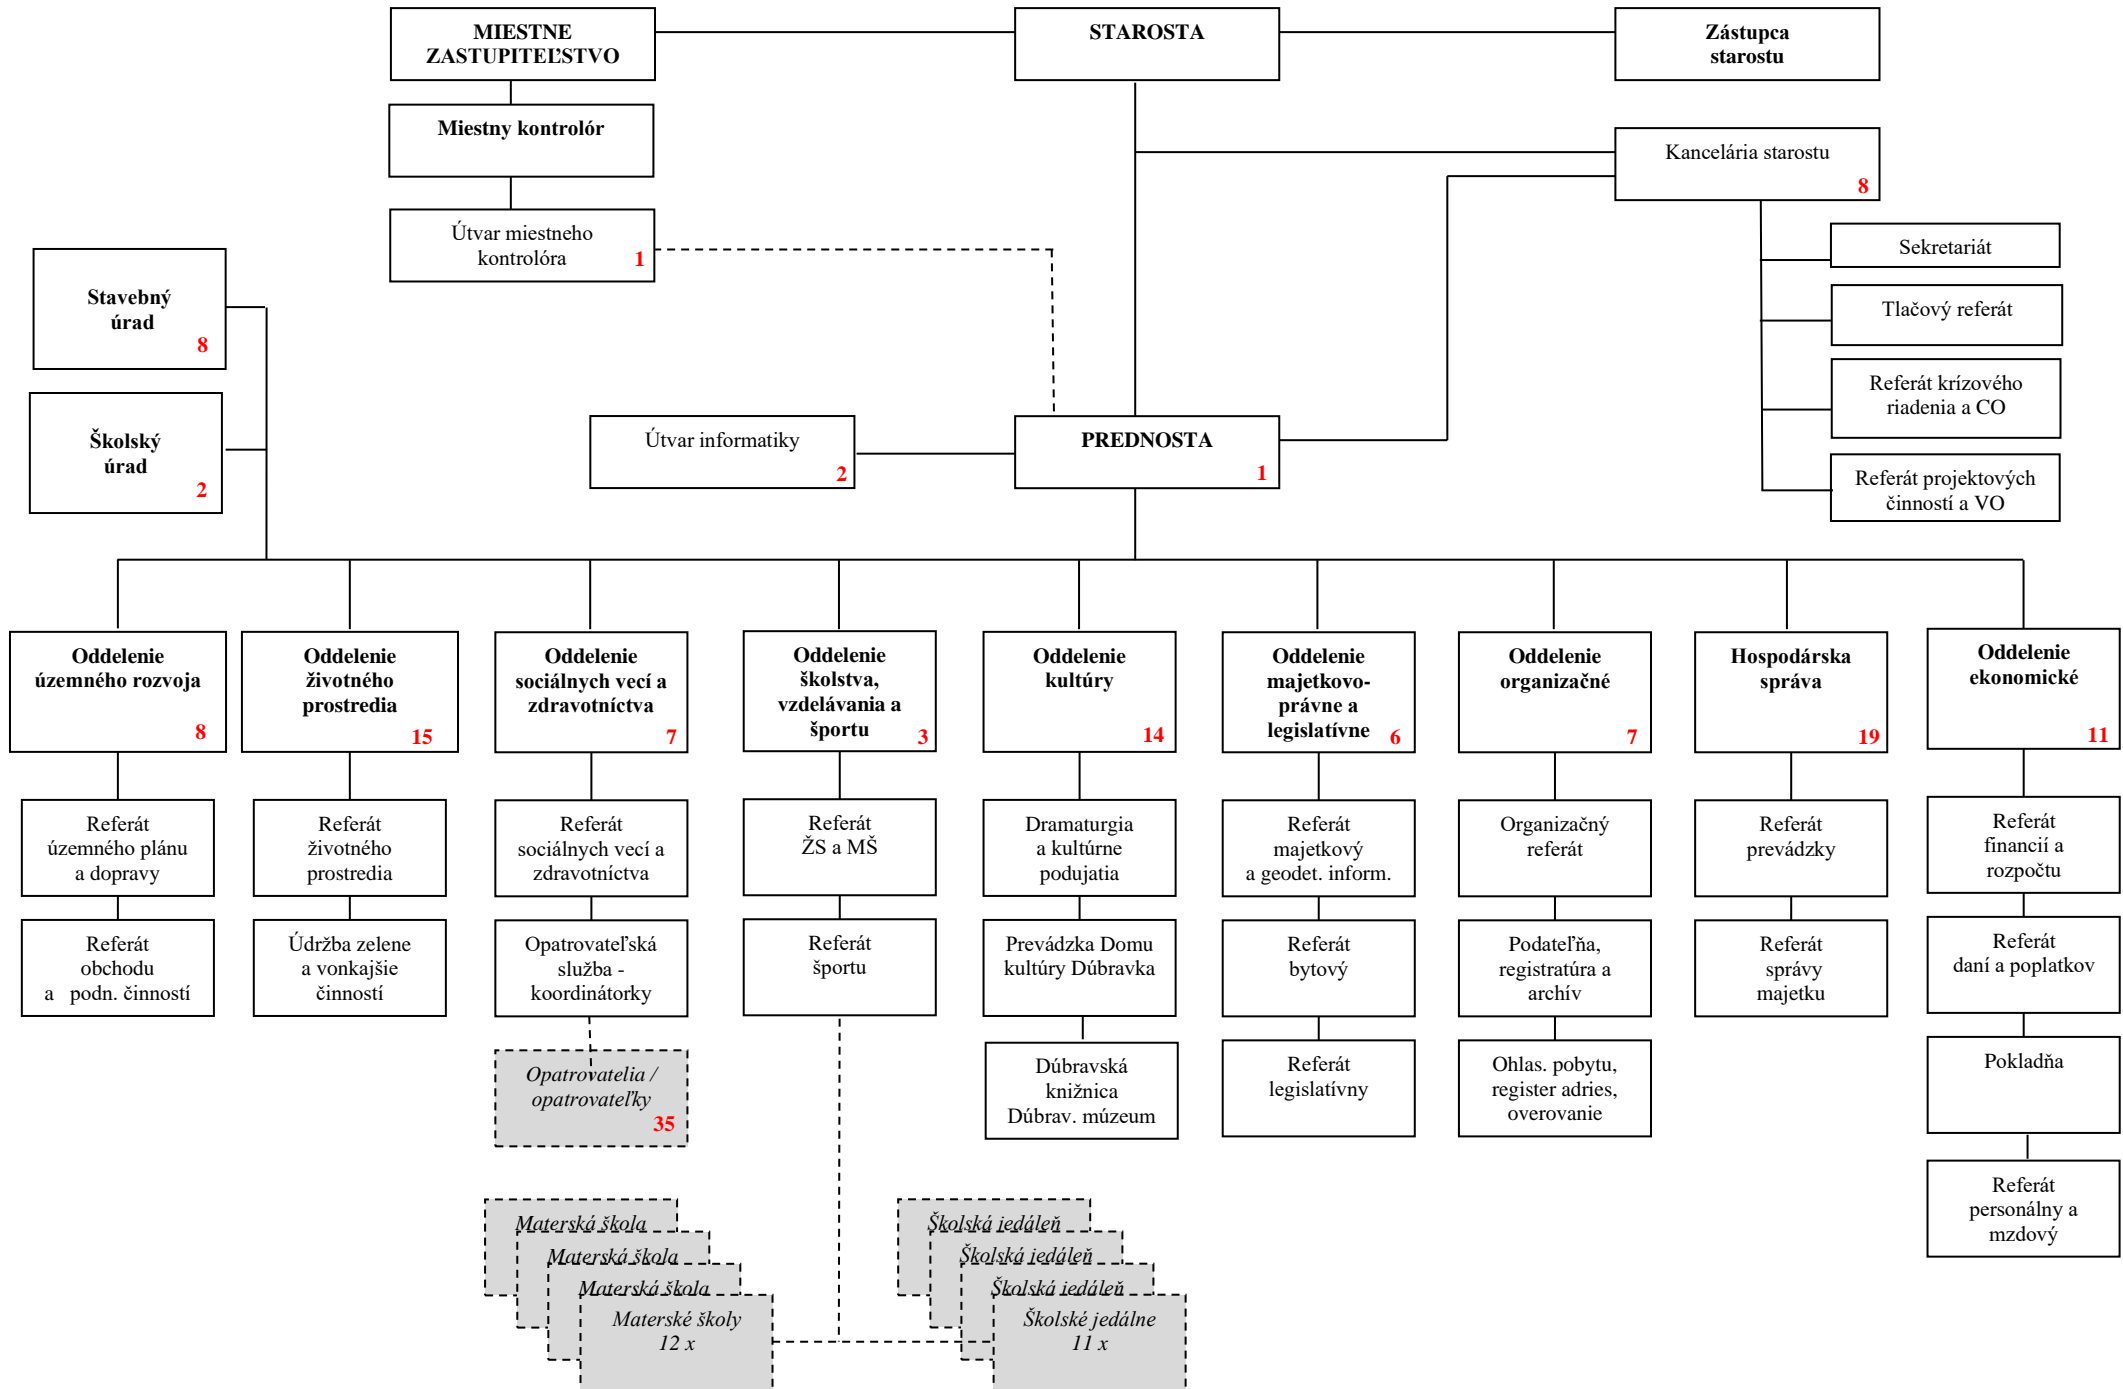 MIESTNE
ZASTUPITEĽSTVO
STAROSTA
Zástupca
starostu
Miestny kontrolór
Kancelária starostu
8
Útvar miestneho
kontrolóra
1
Sekretariát
Tlačový referát
Referát krízového
riadenia a CO
Referát projektových
činností a VO
Stavebný
úrad
8
Školský
úrad
2
Útvar informatiky
2
PREDNOSTA
1
Oddelenie
územného rozvoja
8
Oddelenie
životného
prostredia
15
Oddelenie
sociálnych vecí a
zdravotníctva
7
Oddelenie
školstva,
vzdelávania a
športu
3
Oddelenie
kultúry
14
Oddelenie
majetkovo-
právne a
legislatívne
6
Oddelenie
organizačné
7
Hospodárska
správa
19
Oddelenie
ekonomické
11
Referát
územného plánu
a dopravy
Referát
životného
prostredia
Referát
sociálnych vecí a
zdravotníctva
Referát
ŽS a MŠ
Dramaturgia
a kultúrne
podujatia
Referát
majetkový
a geodet. inform.
Organizačný
referát
Referát
prevádzky
Referát
financií a
rozpočtu
Referát
obchodu
a podn. činností
Údržba zelene
a vonkajšie
činností
Opatrovateľská
služba -
koordinátorky
Referát
športu
Prevádzka Domu
kultúry Dúbravka
Referát
bytový
Podateľňa,
registratúra a
archív
Referát
správy
majetku
Referát
daní a poplatkov
Opatrovatelia /
opatrovateľky
35
Dúbravská
knižnica
Dúbrav. múzeum
Referát
legislatívny
Ohlas. pobytu,
register adries,
overovanie
Pokladňa
Referát
personálny a
mzdový
Materská škola
Materská škola
Materská škola
Materské školy
12 x
Školská jedáleň
Školská jedáleň
Školská jedáleň
Školské jedálne
11 x